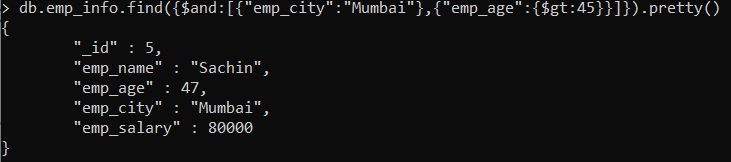 > db.emp_info.find({$and:[{"emp_city":"Mumbai"},{"emp_age":{$gt:45}}]}).pretty()
{
        "_id" : 5,
        "emp_name" : "Sachin",
        "emp_age" : 47,
        "emp_city" : "Mumbai",
        "emp_salary" : 80000
}